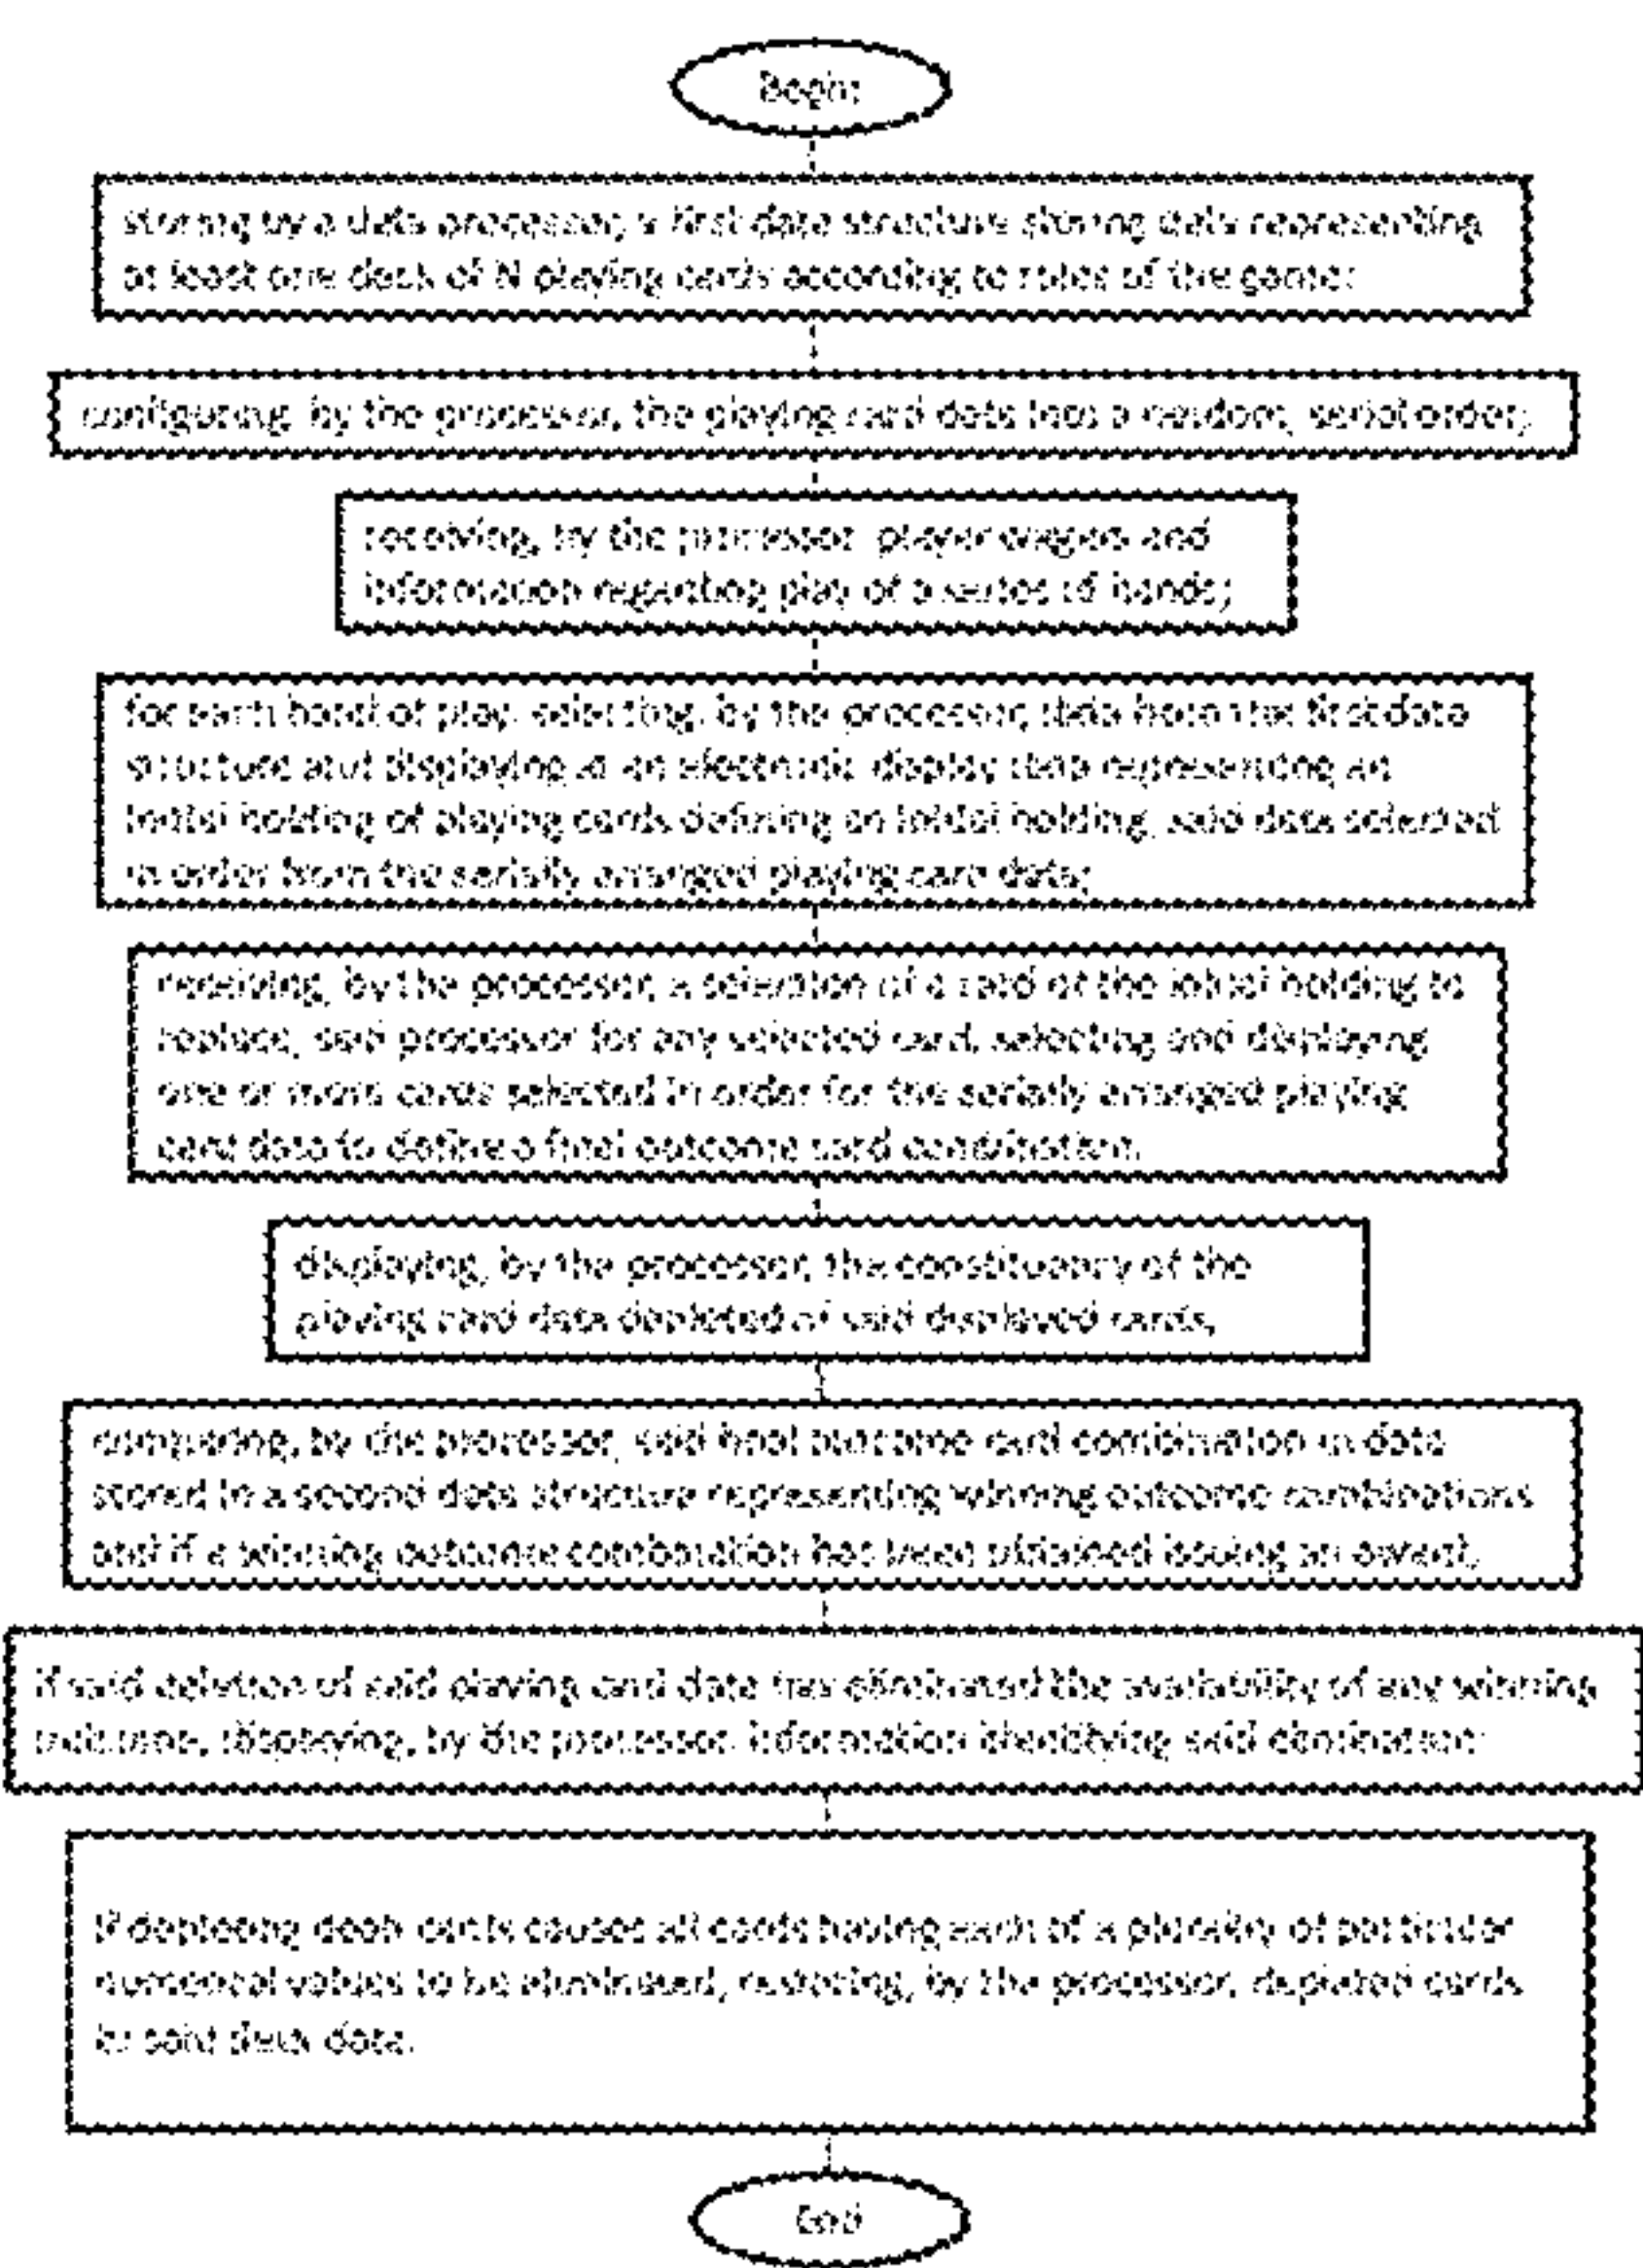 Begin
storing by a data processor, a first data structure storing data representing
at least one deck of N playing cards according to rules of the game;
configuring, by the processor, the playing card data into a random, serial order;
receiving, by the processor, player wagers and
information regarding play of a series of hands;
for each hand of play, selecting, by the processor, data from the first data
structure and displaying at an electronic display data representing an
initial holding of playing cards defining an initial holding, said data selected
in order from the serially arranged playing card data;
receiving, by the processor, a selection of a card of the initial holding to
replace, said processor for any selected card, selecting and displaying
one or more cards selected in order for the serially arranged playing
card data to define a final outcome card combination.
displaying, by the processor, the constituency of the
playing card data depleted of said displayed cards,
comparing, by the processor, said final outcome card combination to data
stored in a second data structure representing winning outcome combinations
and if a winning outcome combination has been obtained issuing an award,
if said deletion of said playing card data has eliminated the availability of any winning
outcomes, displaying, by the processor, information identifying said elimination;
if depleting deck cards causes all cards having each of a plurality of particular
numerical values to be eliminated, restoring, by the processor, depleted cards
to said deck data.
End